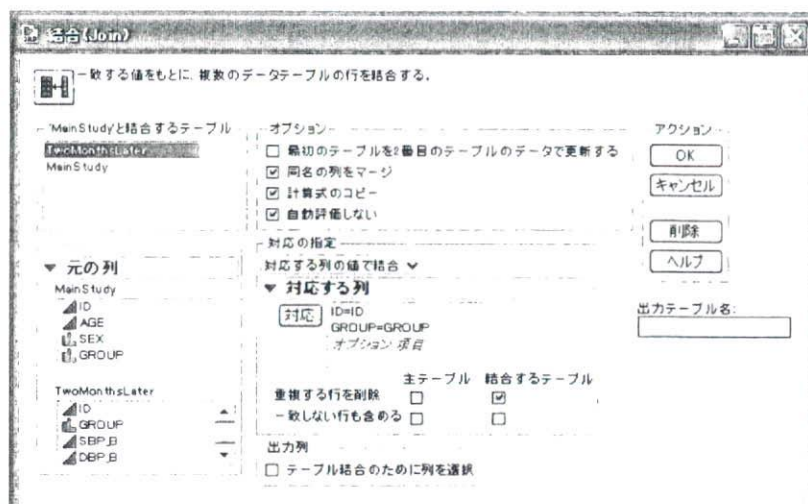 結合(Join)
一致する値をもとに、複数のデータテーブルの行を結合する。
'MainStudy'と結合するテーブル
TwoMonthsLater
MainStudy
オプション
最初のテーブルを2番目のテーブルのデータで更新する
同名の列をマージ
計算式のコピー
自動評価しない
アクション
OK
キャンセル
削除
ヘルプ
元の列
MainStudy
ID
AGE
SEX
GROUP
TwoMonthsLater
ID
GROUP
SBP_B
DBP_B
対応の指定
対応する列の値で結合
対応する列
対応
ID=ID
GROUP=GROUP
オプション 項目
主テーブル 結合するテーブル
重複する行を削除
一致しない行も含める
出力列
テーブル結合のために列を選択
出力テーブル名: